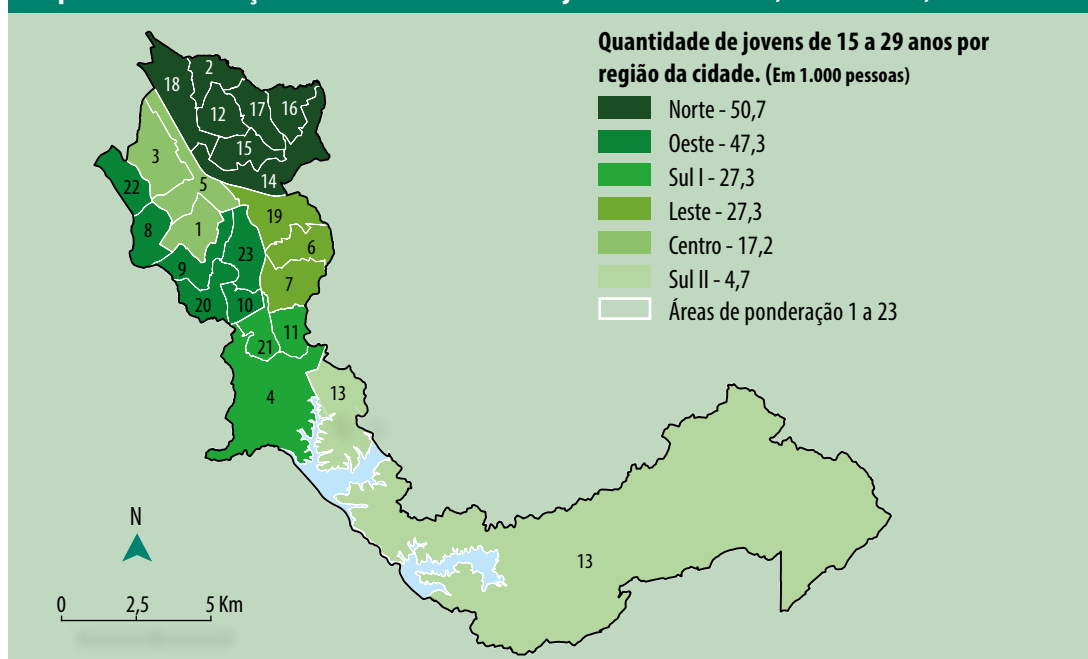 Quantidade de jovens de 15 a 29 anos por
região da cidade. (Em 1.000 pessoas)
Norte - 50,7
Oeste - 47,3
Sul I - 27,3
Leste - 27,3
Centro - 17,2
Sul II - 4,7
Áreas de ponderação 1 a 23
2
18
12
17
16
15
3
14
5
22
19
8
1
23
6
9
7
20
10
11
21
4
13
13
N
0 2,5 5 Km